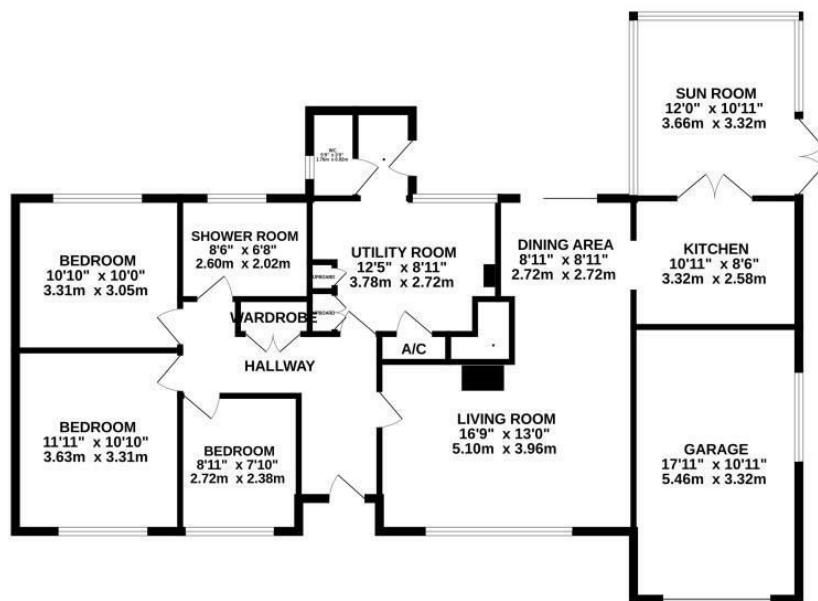 SUN ROOM
12'0" x 10'11"
3.66m x 3.32m
WC
BEDROOM
10'10" x 10'0"
3.31m x 3.05m
SHOWER ROOM
8'6" x 6'8"
2.60m x 2.02m
UTILITY ROOM
12'5" x 8'11"
3.78m x 2.72m
DINING AREA
8'11" x 8'11"
2.72m x 2.72m
KITCHEN
10'11" x 8'6"
3.32m x 2.58m
CUPBOARD
CUPBOARD
WARDROBE
A/C
HALLWAY
BEDROOM
11'11" x 10'10"
3.63m x 3.31m
BEDROOM
8'11" x 7'10"
2.72m x 2.38m
LIVING ROOM
16'9" x 13'0"
5.10m x 3.96m
GARAGE
17'11" x 10'11"
5.46m x 3.32m